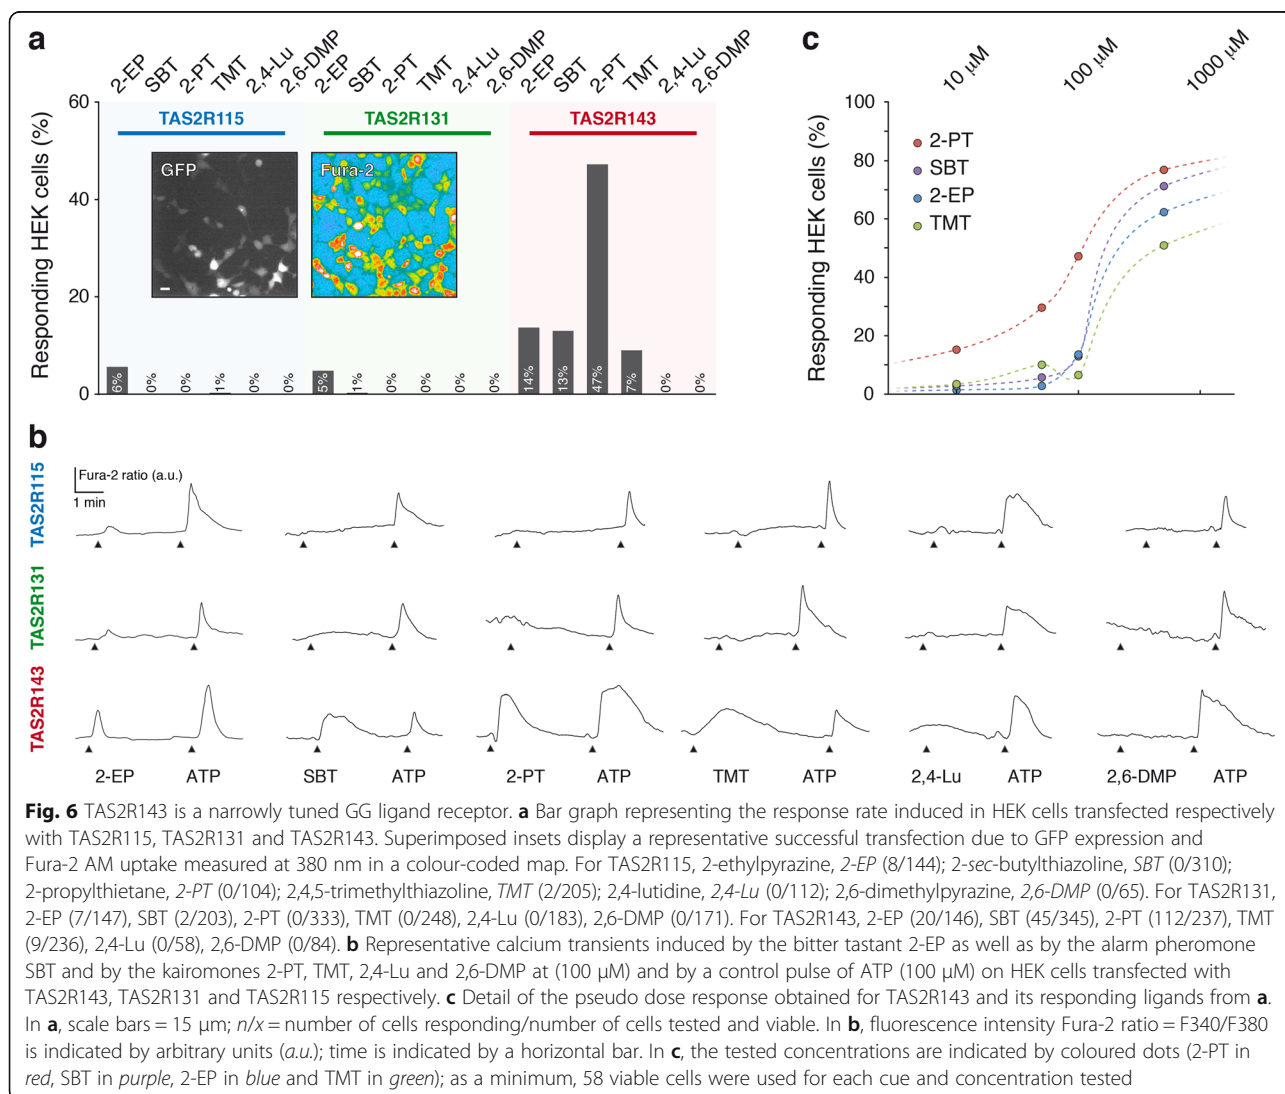 a
2-EP SBT 2-PT TMT 2,4-Lu 2,6-DMP 2-EP SBT 2-PT TMT 2,4-Lu 2,6-DMP 2-EP SBT 2-PT TMT 2,4-Lu 2,6-DMP
Responding HEK cells (%)
60
40
20
0
TAS2R115 TAS2R131 TAS2R143
GFP Fura-2
6% 0% 0% 1% 0% 0% 5% 1% 0% 0% 0% 0% 14% 13% 47% 7% 0% 0%
c
10 µM 100 µM 1000 µM
Responding HEK cells (%)
100
80
60
40
20
0
2-PT
SBT
2-EP
TMT
b
Fura-2 ratio (a.u.)
1 min
TAS2R115
TAS2R131
TAS2R143
2-EP ATP SBT ATP 2-PT ATP TMT ATP 2,4-Lu ATP 2,6-DMP ATP
Fig. 6 TAS2R143 is a narrowly tuned GG ligand receptor. a Bar graph representing the response rate induced in HEK cells transfected respectively
with TAS2R115, TAS2R131 and TAS2R143. Superimposed insets display a representative successful transfection due to GFP expression and
Fura-2 AM uptake measured at 380 nm in a colour-coded map. For TAS2R115, 2-ethylpyrazine, 2-EP (8/144); 2-sec-butylthiazoline, SBT (0/310);
2-propylthietane, 2-PT (0/104); 2,4,5-trimethylthiazoline, TMT (2/205); 2,4-lutidine, 2,4-Lu (0/112); 2,6-dimethylpyrazine, 2,6-DMP (0/65). For TAS2R131,
2-EP (7/147), SBT (2/203), 2-PT (0/333), TMT (0/248), 2,4-Lu (0/183), 2,6-DMP (0/171). For TAS2R143, 2-EP (20/146), SBT (45/345), 2-PT (112/237), TMT
(9/236), 2,4-Lu (0/58), 2,6-DMP (0/84). b Representative calcium transients induced by the bitter tastant 2-EP as well as by the alarm pheromone
SBT and by the kairomones 2-PT, TMT, 2,4-Lu and 2,6-DMP at (100 µM) and by a control pulse of ATP (100 µM) on HEK cells transfected with
TAS2R143, TAS2R131 and TAS2R115 respectively. c Detail of the pseudo dose response obtained for TAS2R143 and its responding ligands from a.
In a, scale bars = 15 µm; n/x = number of cells responding/number of cells tested and viable. In b, fluorescence intensity Fura-2 ratio = F340/F380
is indicated by arbitrary units (a.u.); time is indicated by a horizontal bar. In c, the tested concentrations are indicated by coloured dots (2-PT in
red, SBT in purple, 2-EP in blue and TMT in green); as a minimum, 58 viable cells were used for each cue and concentration tested